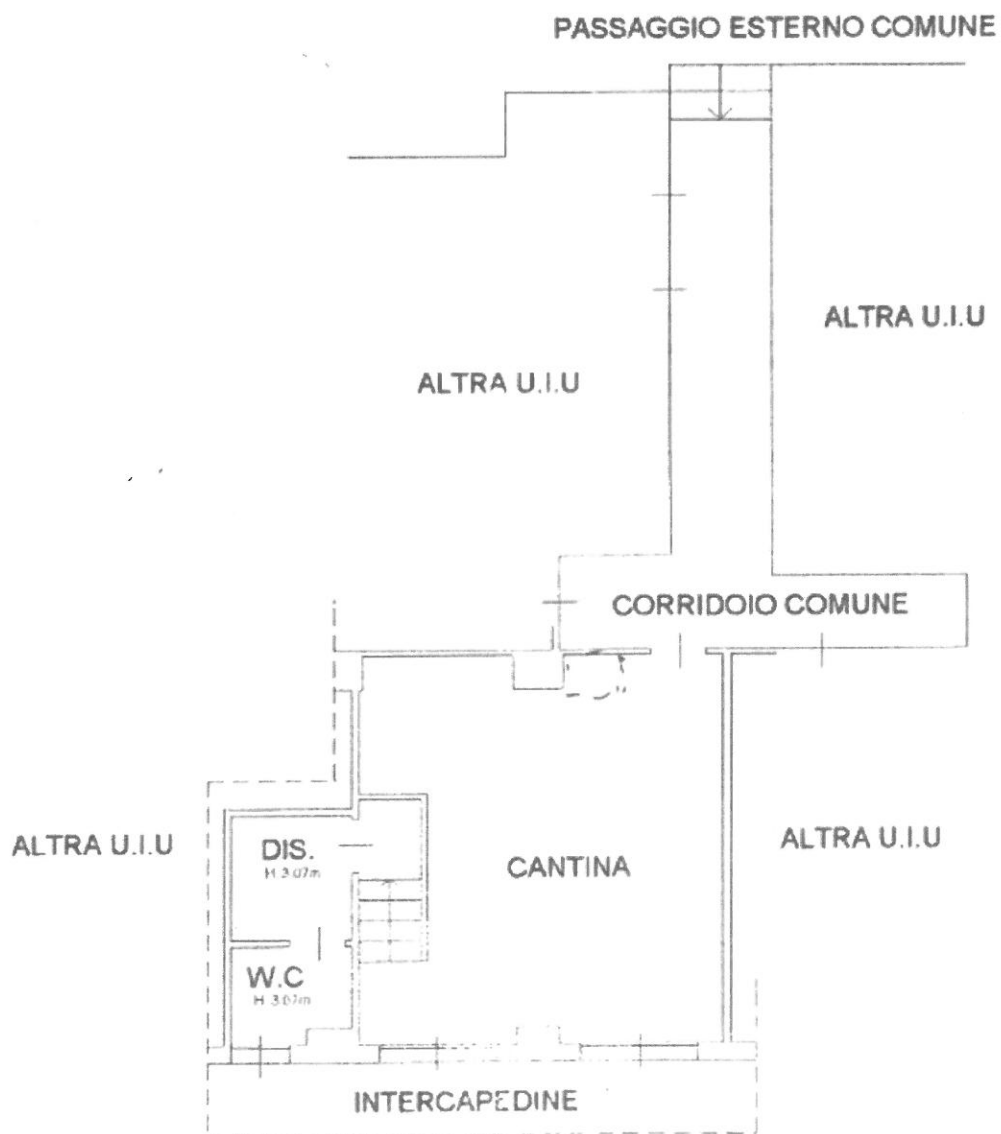 PASSAGGIO ESTERNO COMUNE
ALTRA U.I.U
ALTRA U.I.U
CORRIDOIO COMUNE
ALTRA U.I.U
DIS.
H 3.07m
CANTINA
ALTRA U.I.U
W.C
H 3.07m
INTERCAPEDINE